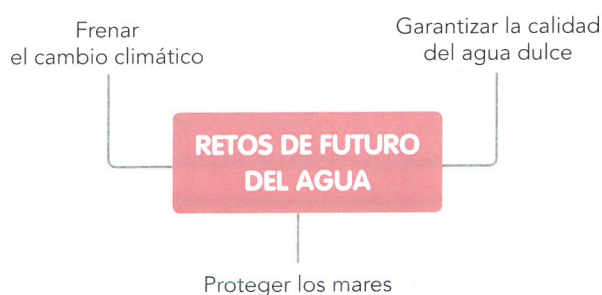 Frenar
el cambio climático
Garantizar la calidad
del agua dulce
RETOS DE FUTURO
DEL AGUA
Proteger los mares